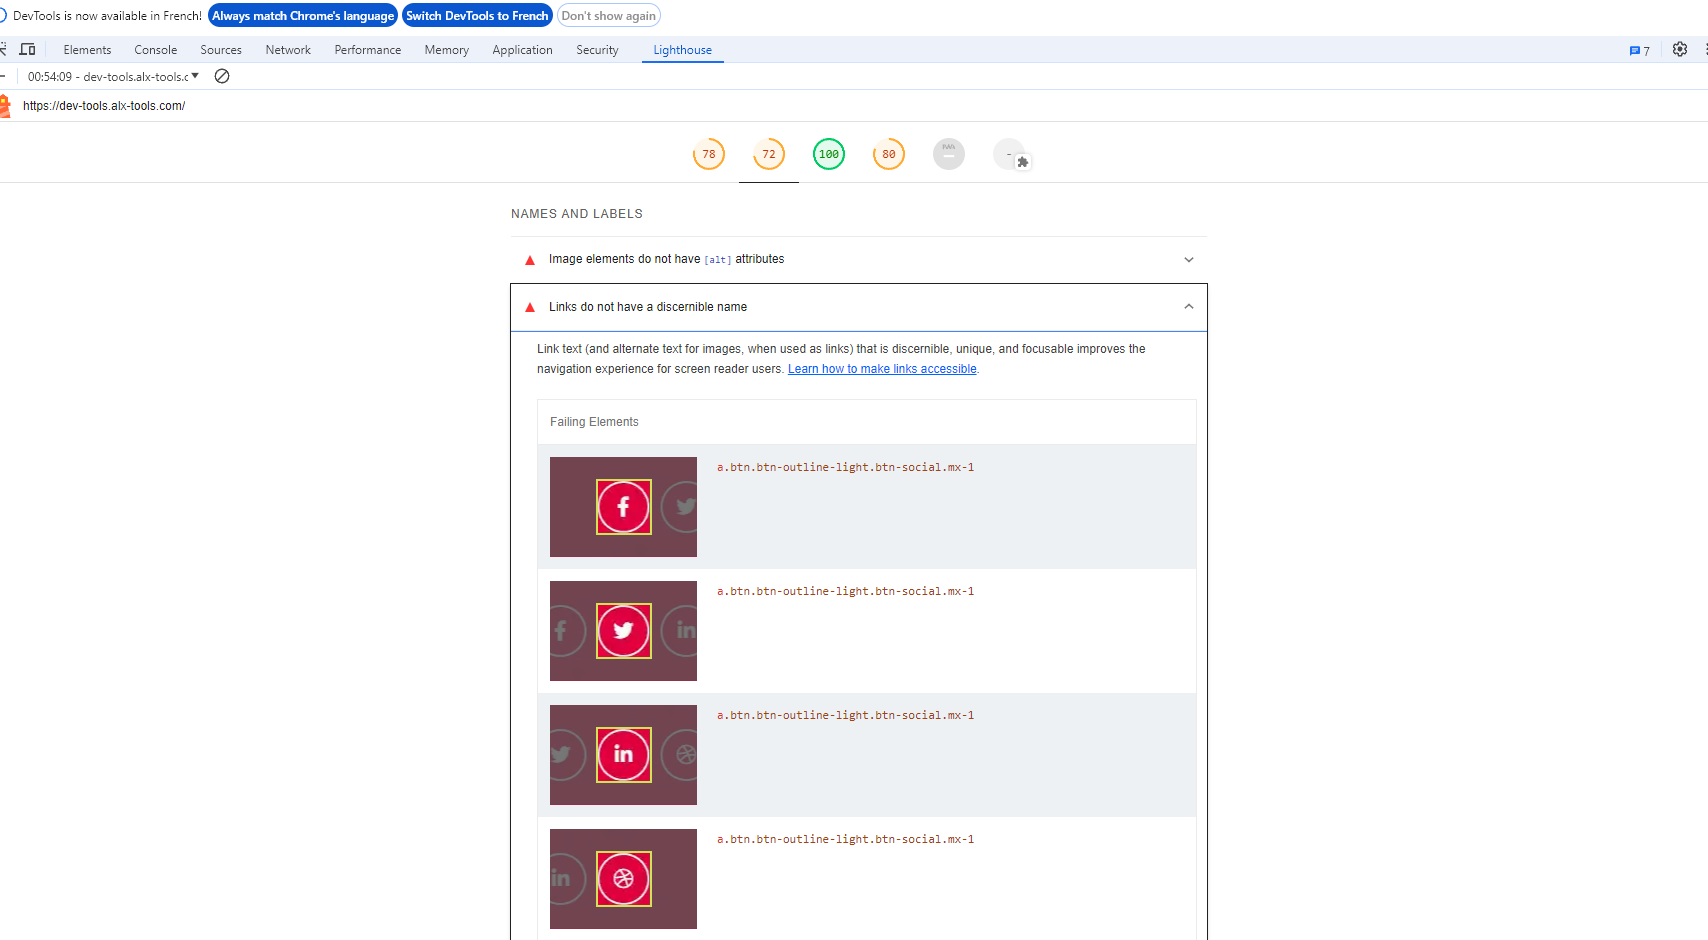 DevTools is now available in French! Always match Chrome's language Switch DevTools to French Don't show again
Elements Console Sources Network Performance Memory Application Security Lighthouse 7
00:54:09 - dev-tools.alx-tools.c
https://dev-tools.alx-tools.com/
78 72 100 80 -
NAMES AND LABELS
Image elements do not have [alt] attributes
Links do not have a discernible name
Link text (and alternate text for images, when used as links) that is discernible, unique, and focusable improves the
navigation experience for screen reader users. Learn how to make links accessible.
Failing Elements
a.btn.btn-outline-light.btn-social.mx-1
a.btn.btn-outline-light.btn-social.mx-1
a.btn.btn-outline-light.btn-social.mx-1
a.btn.btn-outline-light.btn-social.mx-1